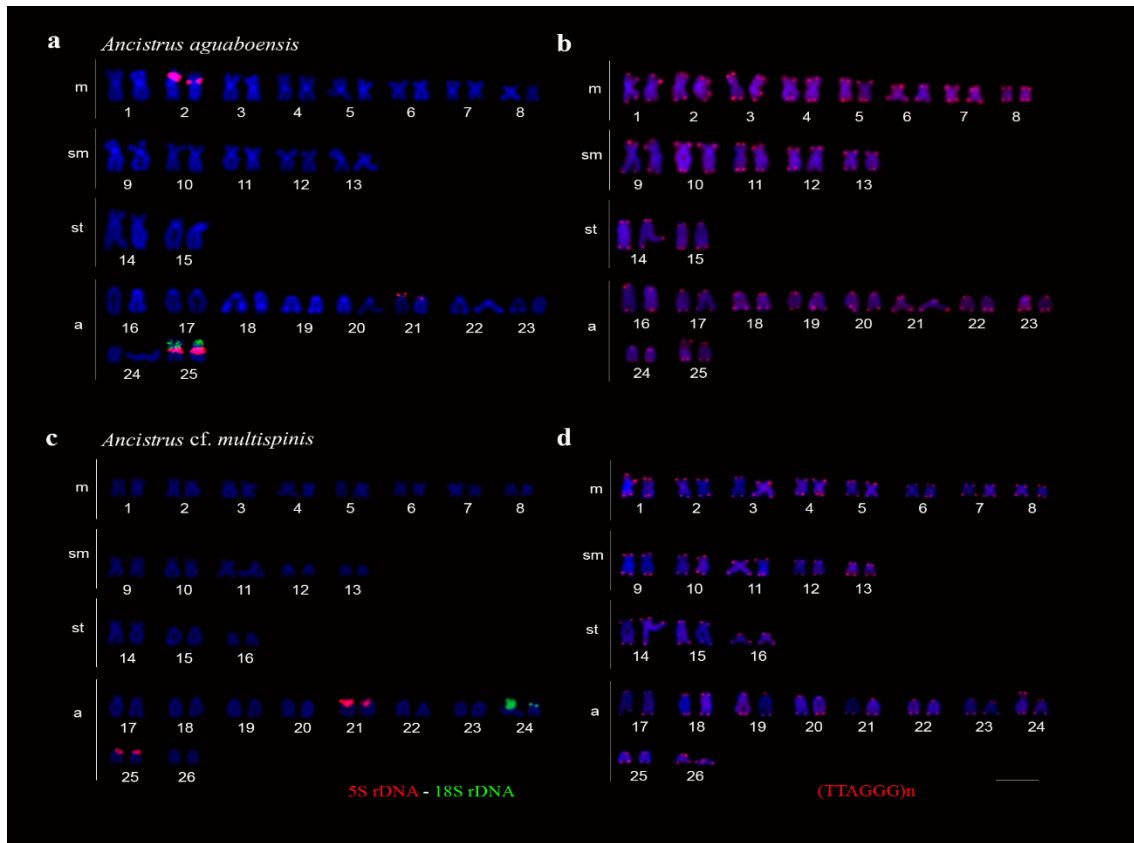 a Ancistrus aguaboensis
m
1 2 3 4 5 6 7 8
sm
9 10 11 12 13
st
14 15
a
16 17 18 19 20 21 22 23
24 25
b
m
1 2 3 4 5 6 7 8
sm
9 10 11 12 13
st
14 15
a
16 17 18 19 20 21 22 23
24 25
c Ancistrus cf. multispinis
m
1 2 3 4 5 6 7 8
sm
9 10 11 12 13
st
14 15 16
a
17 18 19 20 21 22 23 24
25 26
5S rDNA - 18S rDNA
d
m
1 2 3 4 5 6 7 8
sm
9 10 11 12 13
st
14 15 16
a
17 18 19 20 21 22 23 24
25 26
(TTAGGG)n